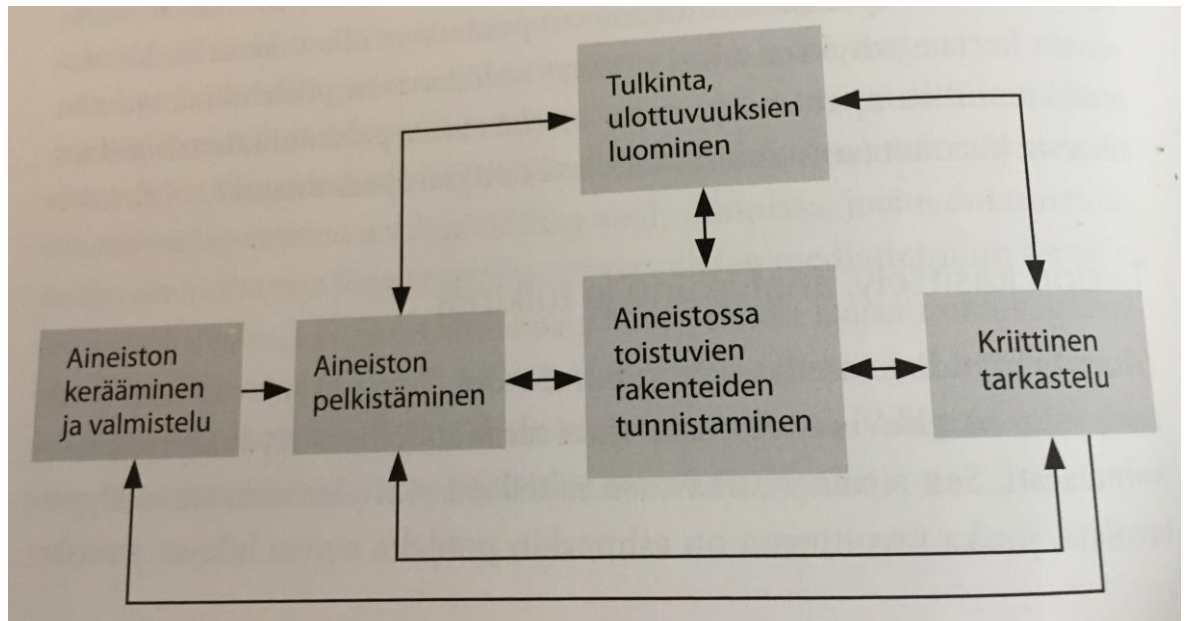 Tulkinta,
ulottuvuuksien
luominen
Aineiston
kerääminen
ja valmistelu
Aineiston
pelkistäminen
Aineistossa
toistuvien
rakenteiden
tunnistaminen
Kriittinen
tarkastelu